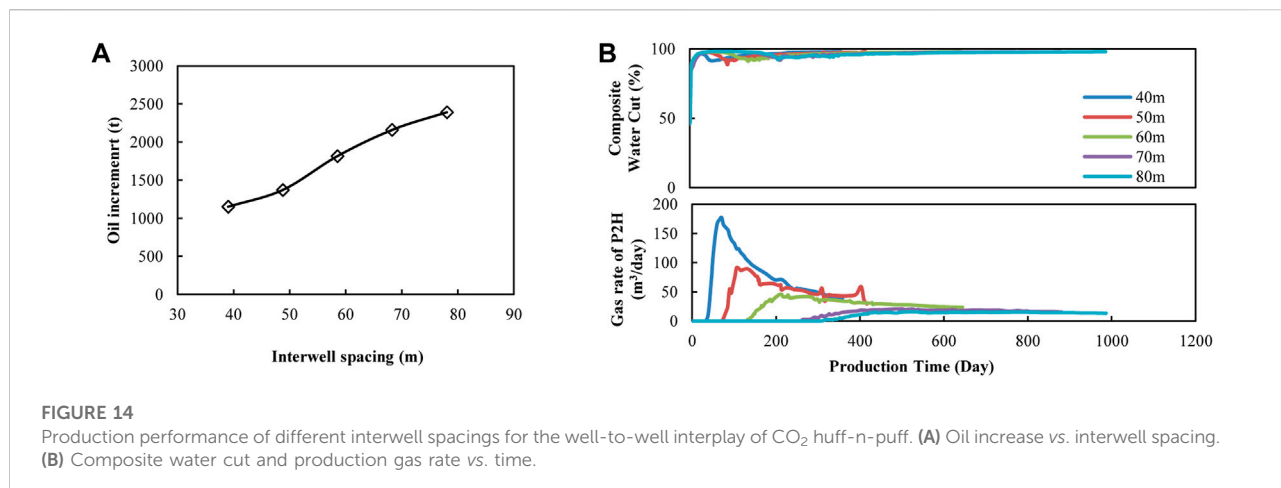 A
3000
2500
2000
1500
1000
500
0
30 40 50 60 70 80 90
Oil incremenrt (t)
Interwell spacing (m)
B
100
50
0
Composite
Water Cut (%)
40m
50m
60m
70m
80m
200
150
100
50
0
Gas rate of P2H
(m³/day)
0 200 400 600 800 1000 1200
Production Time (Day)
FIGURE 14
Production performance of different interwell spacings for the well-to-well interplay of CO₂ huff-n-puff. (A) Oil increase vs. interwell spacing.
(B) Composite water cut and production gas rate vs. time.